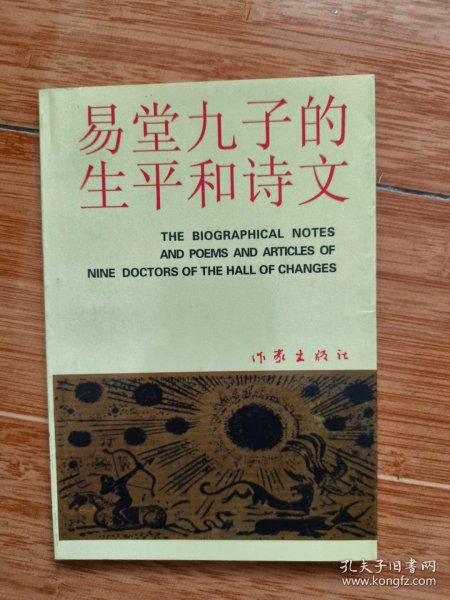 易堂九子的
生平和诗文
THE BIOGRAPHICAL NOTES
AND POEMS AND ARTICLES OF
NINE DOCTORS OF THE HALL OF CHANGES
作家出版社
孔夫子旧书网
www.kongfz.com